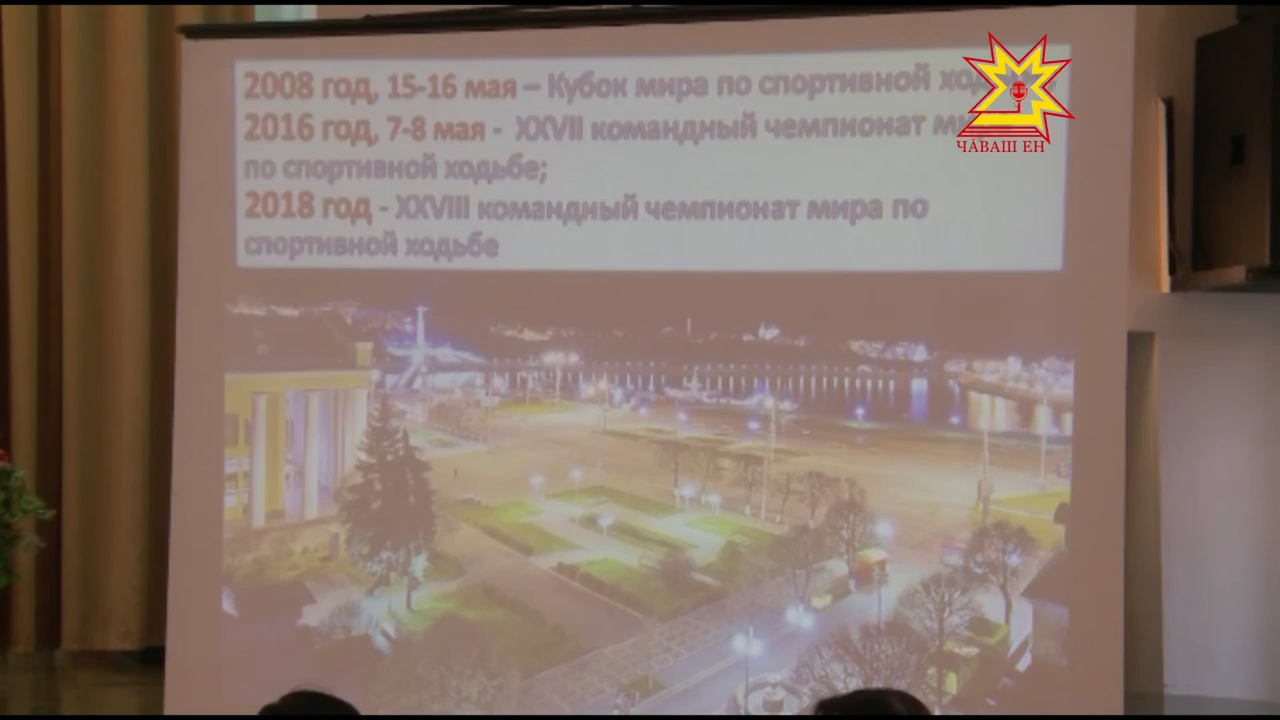 2008 год, 15-16 мая – Кубок мира по спортивной
2016 год, 7-8 мая - XXVII командный чемпионат
по спортивной ходьбе;
2018 год - XXVIII командный чемпионат мира по
спортивной ходьбе
ЧӐВАШ ЕН